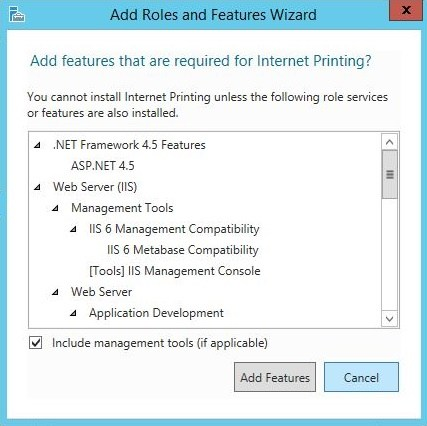 Add Roles and Features Wizard
x
Add features that are required for Internet Printing?
You cannot install Internet Printing unless the following role services
or features are also installed.
.NET Framework 4.5 Features
ASP.NET 4.5
Web Server (IIS)
Management Tools
IIS 6 Management Compatibility
IIS 6 Metabase Compatibility
[Tools] IIS Management Console
Web Server
Application Development
Include management tools (if applicable)
Add Features
Cancel